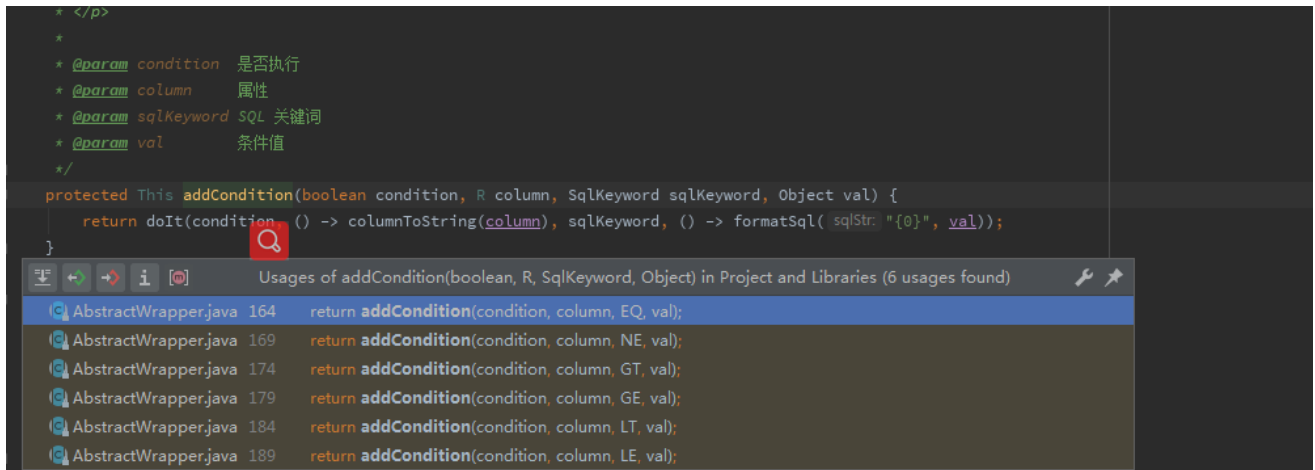 * </p>
*
* @param condition 是否执行
* @param column 属性
* @param sqlKeyword SQL 关键词
* @param val 条件值
*/
protected This addCondition(boolean condition, R column, SqlKeyword sqlKeyword, Object val) {
return doIt(condition, () -> columnToString(column), sqlKeyword, () -> formatSql( sqlStr: "{0}", val));
}
Usages of addCondition(boolean, R, SqlKeyword, Object) in Project and Libraries (6 usages found)
AbstractWrapper.java 164 return addCondition(condition, column, EQ, val);
AbstractWrapper.java 169 return addCondition(condition, column, NE, val);
AbstractWrapper.java 174 return addCondition(condition, column, GT, val);
AbstractWrapper.java 179 return addCondition(condition, column, GE, val);
AbstractWrapper.java 184 return addCondition(condition, column, LT, val);
AbstractWrapper.java 189 return addCondition(condition, column, LE, val);